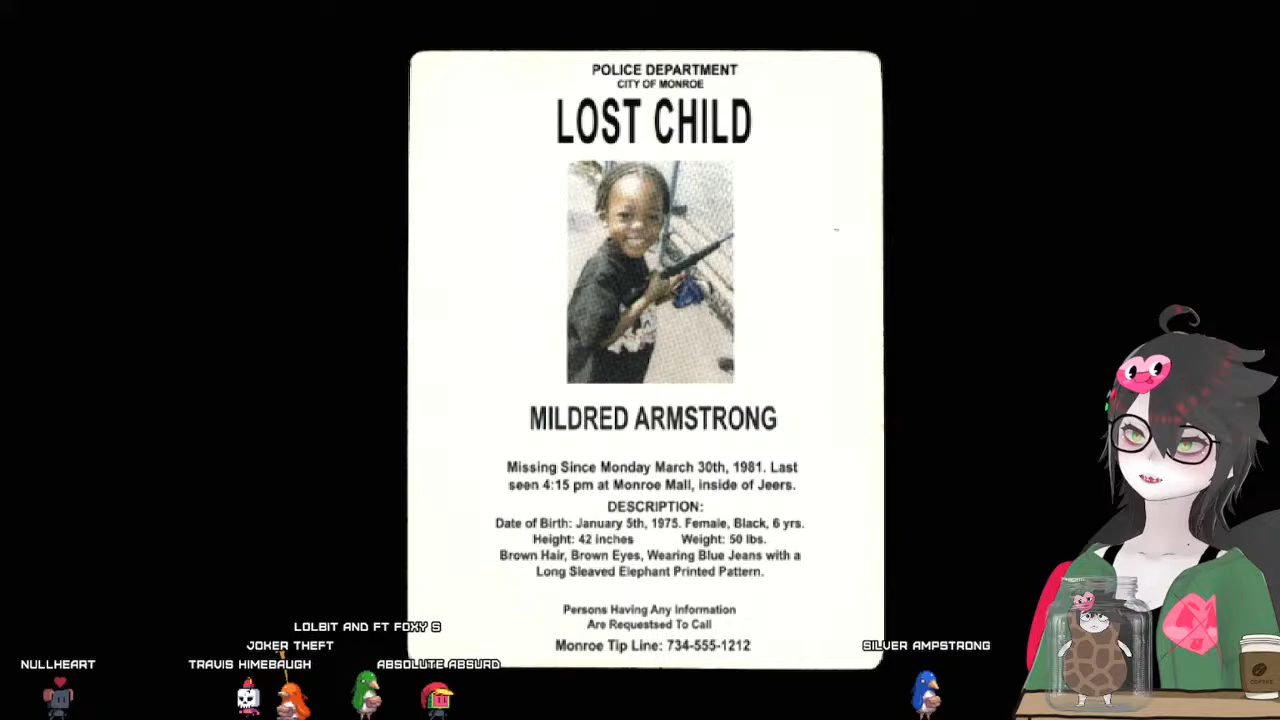 POLICE DEPARTMENT
CITY OF MONROE
LOST CHILD
MILDRED ARMSTRONG
Missing Since Monday March 30th, 1981. Last
seen 4:15 pm at Monroe Mall, inside of Jeers.
DESCRIPTION:
Date of Birth: January 5th, 1975. Female, Black, 6 yrs.
Height: 42 inches Weight: 50 lbs.
Brown Hair, Brown Eyes, Wearing Blue Jeans with a
Long Sleaved Elephant Printed Pattern.
Persons Having Any Information
Are Requestsed To Call
Monroe Tip Line: 734-555-1212
LOLBIT AND FT FOXY S
JOKER THEFT
NULLHEART
TRAVIS HIMEBAUGH
ABSOLUTE ABSURD
SILVER AMPSTRONG
COFFEE